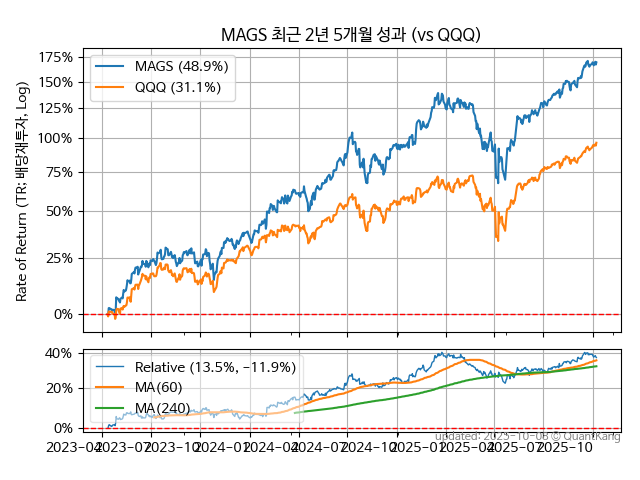 MAGS 최근 2년 5개월 성과 (vs QQQ)
175%
150%
125%
100%
75%
50%
25%
0%
Rate of Return (TR: 배당재투자, Log)
MAGS (48.9%)
QQQ (31.1%)
40%
20%
0%
Relative (13.5%, −11.9%)
MA(60)
MA(240)
2023-04 2023-07 2023-10 2024-01 2024-04 2024-07 2024-10 2025-01 2025-04 2025-07 2025-10
updated: 2025-10-08 © QuantKang